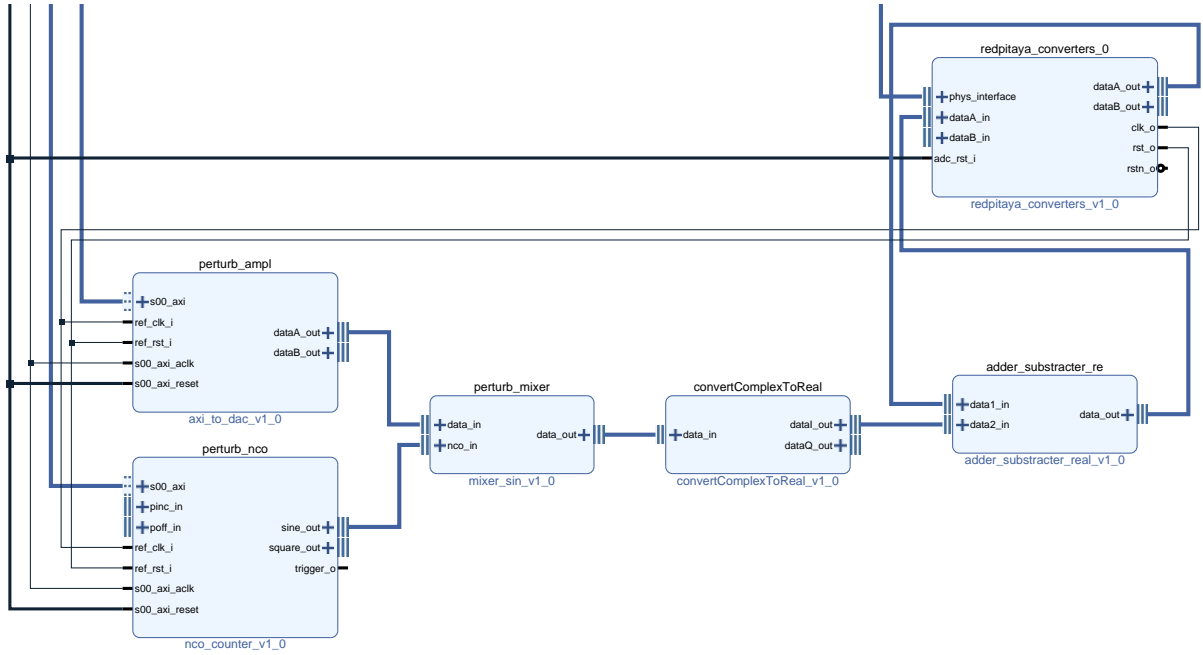 redpitaya_converters_0
phys_interface
dataA_in
dataB_in
adc_rst_i
dataA_out
dataB_out
clk_o
rst_o
rstn_o
redpitaya_converters_v1_0
perturb_ampl
s00_axi
ref_clk_i
ref_rst_i
s00_axi_aclk
s00_axi_reset
dataA_out
dataB_out
axi_to_dac_v1_0
perturb_nco
s00_axi
pinc_in
poff_in
ref_clk_i
ref_rst_i
s00_axi_aclk
s00_axi_reset
sine_out
square_out
trigger_o
nco_counter_v1_0
perturb_mixer
data_in
nco_in
data_out
mixer_sin_v1_0
convertComplexToReal
data_in
dataI_out
dataQ_out
convertComplexToReal_v1_0
adder_substracter_re
data1_in
data2_in
data_out
adder_substracter_real_v1_0